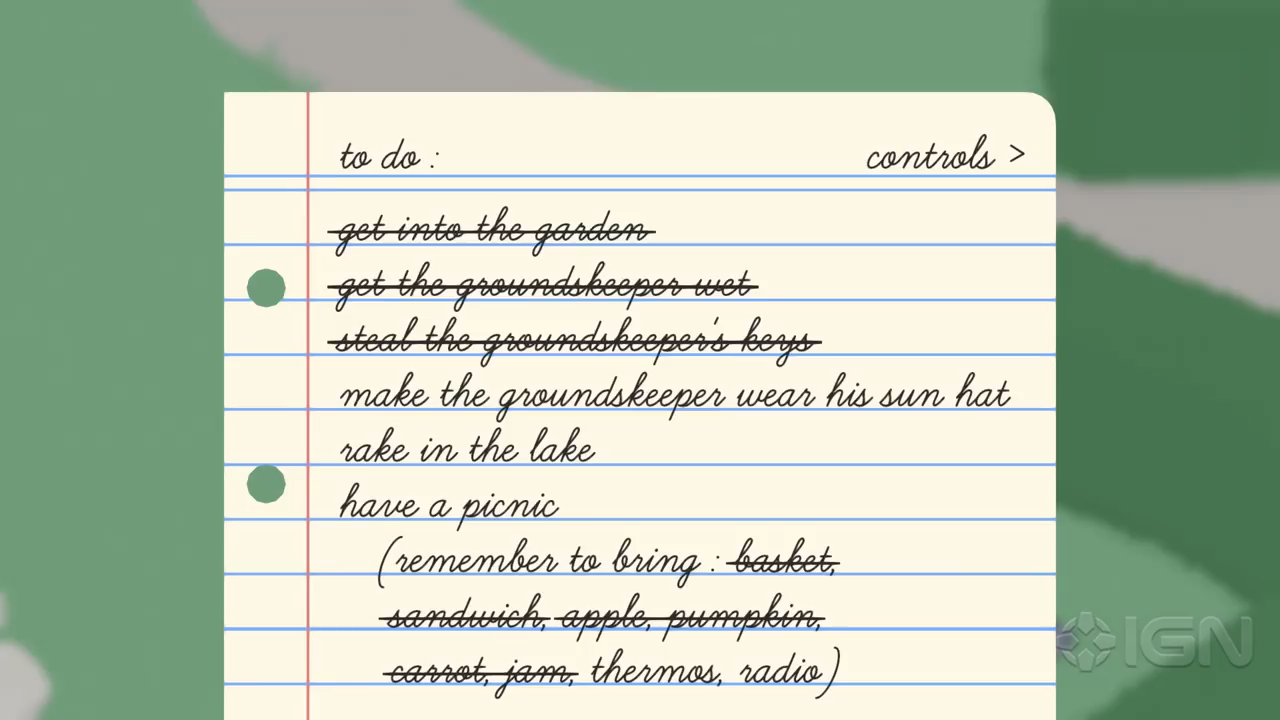 to do :
controls >
get into the garden
get the groundskeeper wet
steal the groundskeeper's keys
make the groundskeeper wear his sun hat
rake in the lake
have a picnic
(remember to bring : basket,
sandwich, apple, pumpkin,
carrot, jam, thermos, radio)
IGN